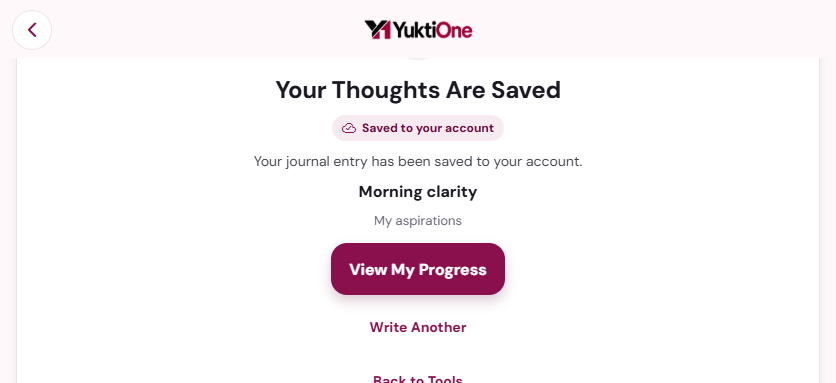 YuktiOne
Your Thoughts Are Saved
Saved to your account
Your journal entry has been saved to your account.
Morning clarity
My aspirations
View My Progress
Write Another
Back to Tools